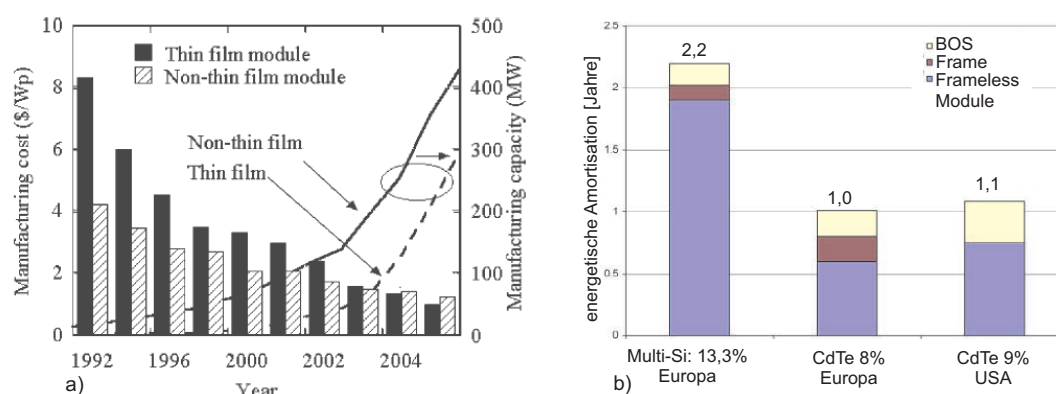 10
8
6
4
2
0
Manufacturing cost ($/Wp)
Thin film module
Non-thin film module
Non-thin film
Thin film
500
400
300
200
100
0
Manufacturing capacity (MW)
1992
1996
2000
2002
2004
Year
a)
energetische Amortisation [Jahre]
2.5
2
1.5
1
0.5
0
2,2
1,0
1,1
BOS
Frame
Frameless
Module
Multi-Si: 13,3%
Europa
CdTe 8%
Europa
CdTe 9%
USA
b)